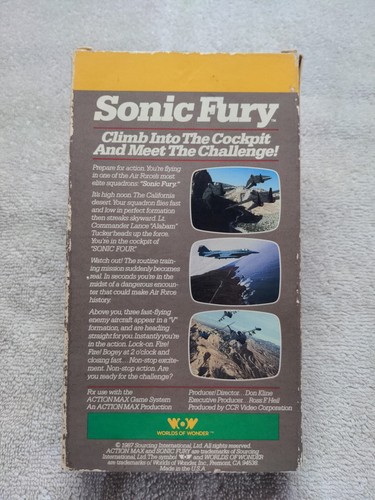 Sonic Fury™
Climb Into The Cockpit
And Meet The Challenge!
Prepare for action. You're flying
in one of the Air Force's most
elite squadrons: "Sonic Fury."
It's high noon. The California
desert. Your squadron flies fast
and low in perfect formation
then streaks skyward. Lt.
Commander Lance "Alabam"
Tucker heads up the force.
You're in the cockpit of
"SONIC FOUR."
Watch out! The routine train-
ing mission suddenly becomes
real. In seconds you're in the
midst of a dangerous encoun-
ter that could make Air Force
history.
Above you, three fast-flying
enemy aircraft appear in a "V"
formation, and are heading
straight for you. Instantly you're
in the action. Lock-on. Fire!
Fire! Bogey at 2 o'clock and
closing fast.... Non-stop excite-
ment. Non-stop action. Are
you ready for the challenge?
For use with the
ACTION MAX Game System
An ACTION MAX Production
Producer/Director... Don Kline
Executive Producer... Ross F. Heil
Produced by CCR Video Corporation
WOW
WORLDS OF WONDER™
© 1987 Sourcing International, Ltd. All rights reserved.
ACTION MAX and SONIC FURY are trademarks of Sourcing
International, Ltd. The symbol WOW and WORLDS OF WONDER
are trademarks of Worlds of Wonder, Inc., Fremont, CA 94538.
Made in the U.S.A.